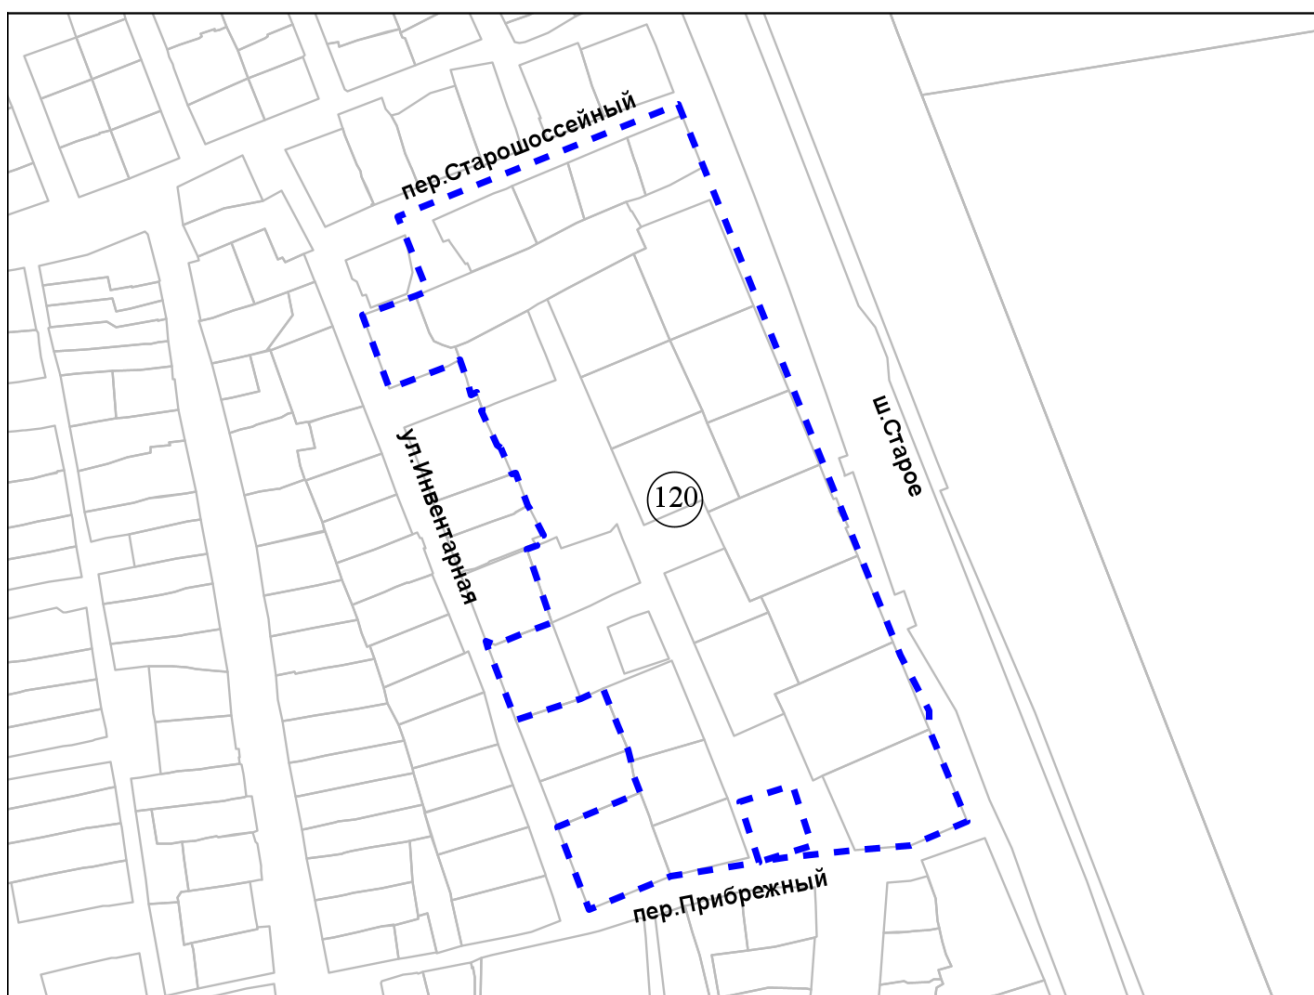 пер.Старошоссейный
ш.Старое
ул.Инвентарная
120
пер.Прибрежный